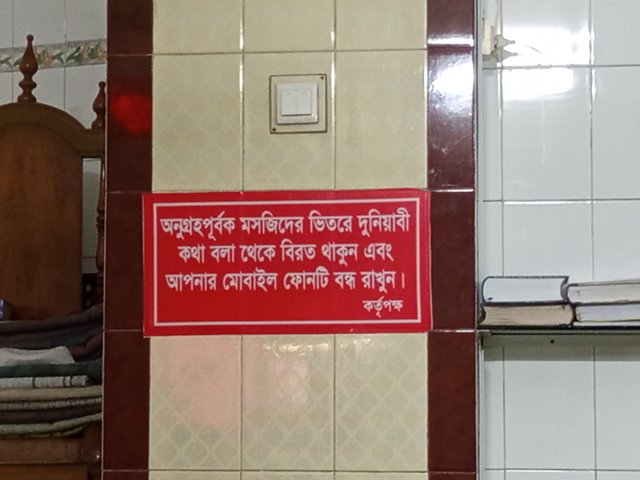 অনুগ্রহপূর্বক মসজিদের ভিতরে দুনিয়াবী
কথা বলা থেকে বিরত থাকুন এবং
আপনার মোবাইল ফোনটি বন্ধ রাখুন।
কর্তৃপক্ষ